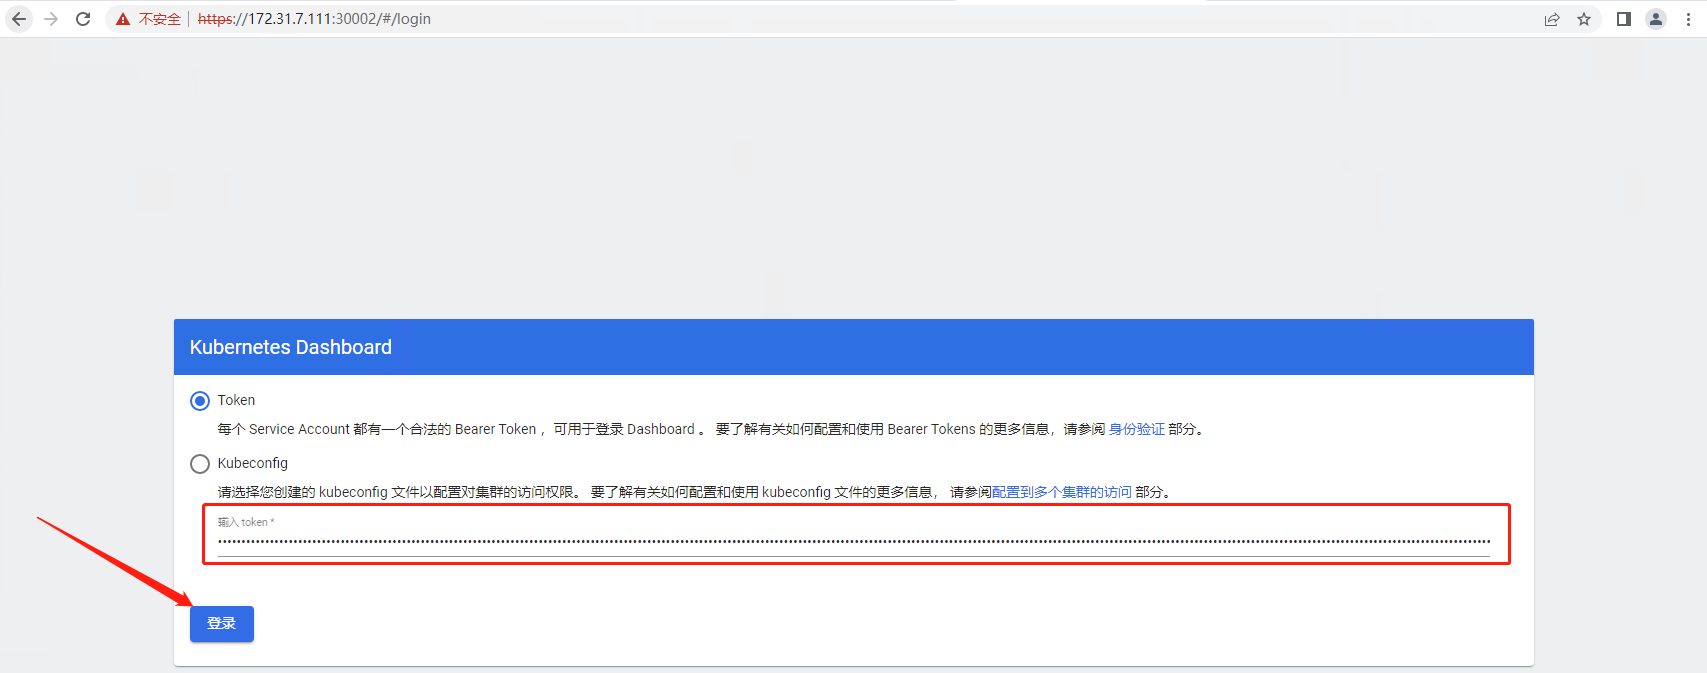 不安全 | https://172.31.7.111:30002/#/login
Kubernetes Dashboard
Token
每个 Service Account 都有一个合法的 Bearer Token ，可用于登录 Dashboard 。 要了解有关如何配置和使用 Bearer Tokens 的更多信息，请参阅 身份验证 部分。
Kubeconfig
请选择您创建的 kubeconfig 文件以配置对集群的访问权限。 要了解有关如何配置和使用 kubeconfig 文件的更多信息， 请参阅配置到多个集群的访问 部分。
输入 token *
登录